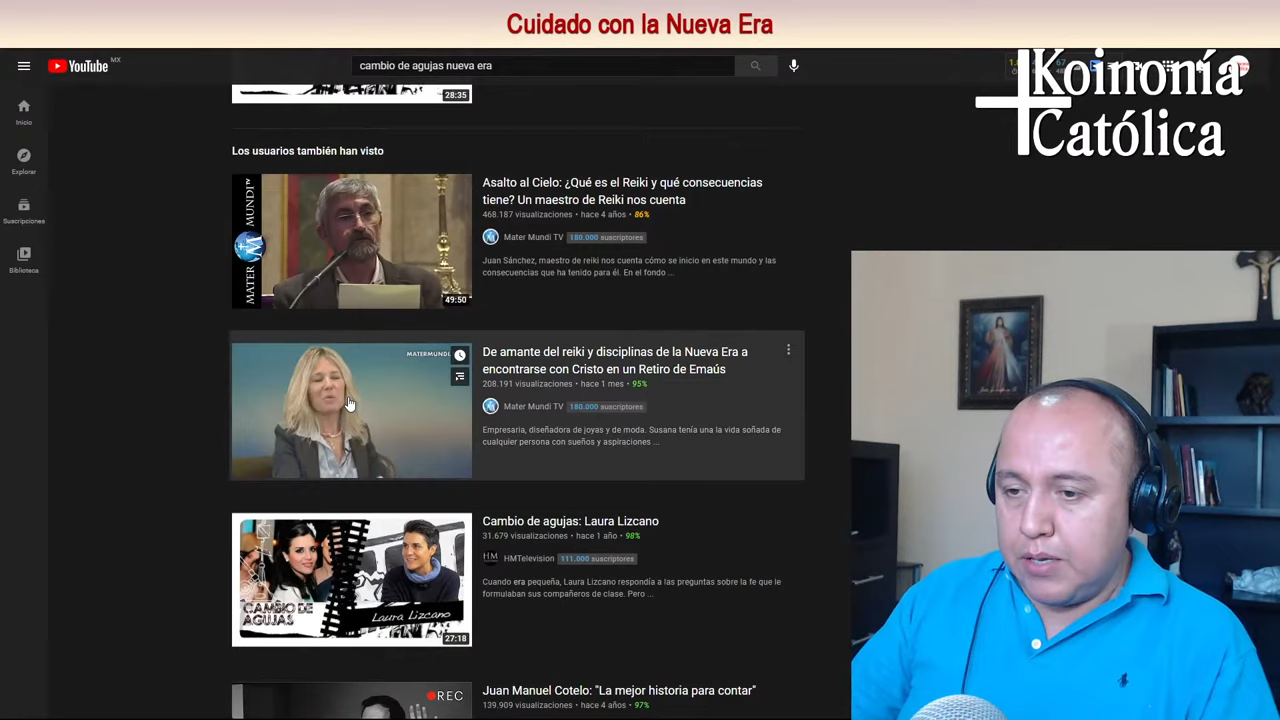 Cuidado con la Nueva Era
YouTube MX
cambio de agujas nueva era
Koinonía
Católica
Inicio
Explorar
Suscripciones
Biblioteca
28:35
Los usuarios también han visto
MATER MUNDI TV
49:50
Asalto al Cielo: ¿Qué es el Reiki y qué consecuencias
tiene? Un maestro de Reiki nos cuenta
468.187 visualizaciones • hace 4 años • 86%
Mater Mundi TV 180.000 suscriptores
Juan Sánchez, maestro de reiki nos cuenta cómo se inicio en este mundo y las
consecuencias que ha tenido para él. En el fondo ...
MATERMUNDI
De amante del reiki y disciplinas de la Nueva Era a
encontrarse con Cristo en un Retiro de Emaús
208.191 visualizaciones • hace 1 mes • 95%
Mater Mundi TV 180.000 suscriptores
Empresaria, diseñadora de joyas y de moda. Susana tenía una la vida soñada de
cualquier persona con sueños y aspiraciones ...
CAMBIO DE
AGUJAS
Laura Lizcano
27:18
Cambio de agujas: Laura Lizcano
31.679 visualizaciones • hace 1 año • 98%
HM HMTelevision 111.000 suscriptores
Cuando era pequeña, Laura Lizcano respondía a las preguntas sobre la fe que le
formulaban sus compañeros de clase. Pero ...
REC
Juan Manuel Cotelo: "La mejor historia para contar"
139.909 visualizaciones • hace 4 años • 97%